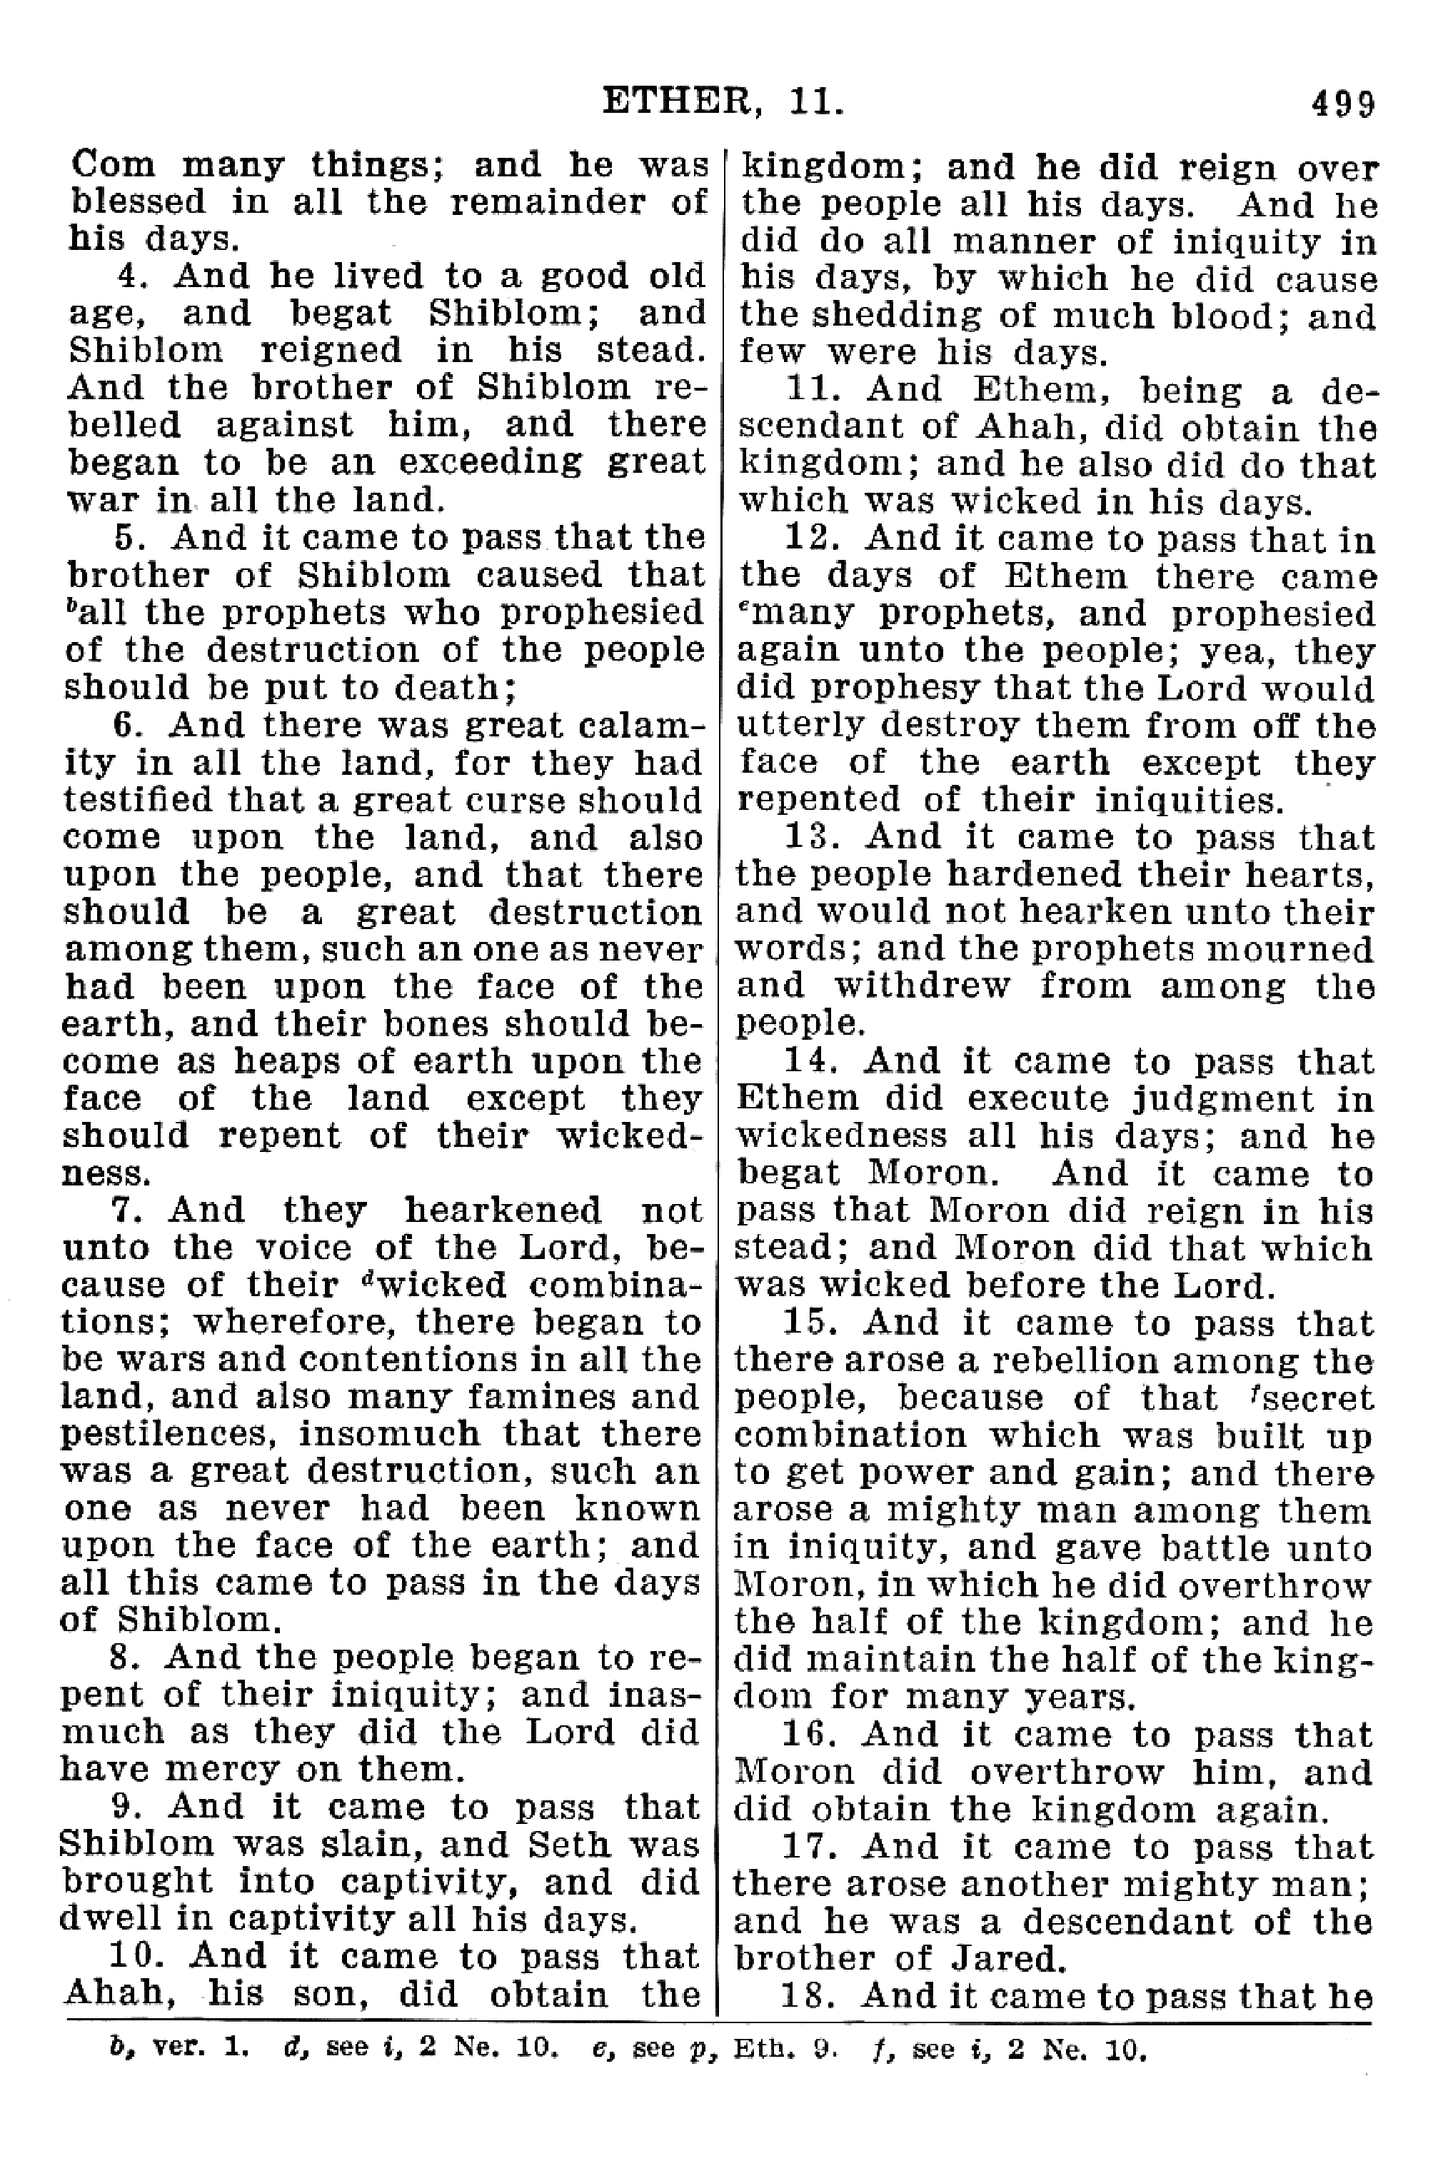 ETHER, 11.
499
Com many things; and he was
blessed in all the remainder of
his days.
4. And he lived to a good old
age, and begat Shiblom; and
Shiblom reigned in his stead.
And the brother of Shiblom re-
belled against him, and there
began to be an exceeding great
war in all the land.
5. And it came to pass that the
brother of Shiblom caused that
ball the prophets who prophesied
of the destruction of the people
should be put to death;
6. And there was great calam-
ity in all the land, for they had
testified that a great curse should
come upon the land, and also
upon the people, and that there
should be a great destruction
among them, such an one as never
had been upon the face of the
earth, and their bones should be-
come as heaps of earth upon the
face of the land except they
should repent of their wicked-
ness.
7. And they hearkened not
unto the voice of the Lord, be-
cause of their dwicked combina-
tions; wherefore, there began to
be wars and contentions in all the
land, and also many famines and
pestilences, insomuch that there
was a great destruction, such an
one as never had been known
upon the face of the earth; and
all this came to pass in the days
of Shiblom.
8. And the people began to re-
pent of their iniquity; and inas-
much as they did the Lord did
have mercy on them.
9. And it came to pass that
Shiblom was slain, and Seth was
brought into captivity, and did
dwell in captivity all his days.
10. And it came to pass that
Ahah, his son, did obtain the
kingdom; and he did reign over
the people all his days. And he
did do all manner of iniquity in
his days, by which he did cause
the shedding of much blood; and
few were his days.
11. And Ethem, being a de-
scendant of Ahah, did obtain the
kingdom; and he also did do that
which was wicked in his days.
12. And it came to pass that in
the days of Ethem there came
emany prophets, and prophesied
again unto the people; yea, they
did prophesy that the Lord would
utterly destroy them from off the
face of the earth except they
repented of their iniquities.
13. And it came to pass that
the people hardened their hearts,
and would not hearken unto their
words; and the prophets mourned
and withdrew from among the
people.
14. And it came to pass that
Ethem did execute judgment in
wickedness all his days; and he
begat Moron. And it came to
pass that Moron did reign in his
stead; and Moron did that which
was wicked before the Lord.
15. And it came to pass that
there arose a rebellion among the
people, because of that fsecret
combination which was built up
to get power and gain; and there
arose a mighty man among them
in iniquity, and gave battle unto
Moron, in which he did overthrow
the half of the kingdom; and he
did maintain the half of the king-
dom for many years.
16. And it came to pass that
Moron did overthrow him, and
did obtain the kingdom again.
17. And it came to pass that
there arose another mighty man;
and he was a descendant of the
brother of Jared.
18. And it came to pass that he
b, ver. 1. d, see i, 2 Ne. 10. e, see p, Eth. 9. f, see i, 2 Ne. 10.